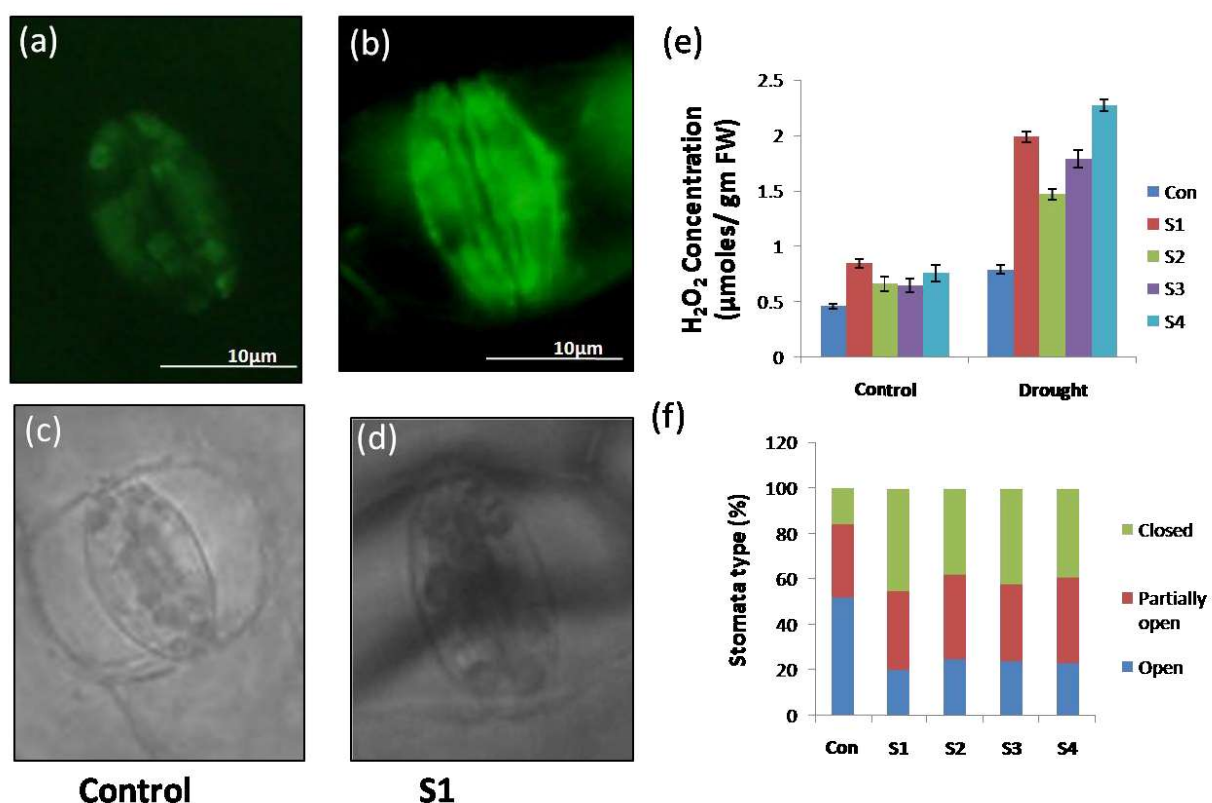 (a)
10µm
(b)
10µm
(c)
Control
(d)
S1
(e)
H₂O₂ Concentration
(µmoles/ gm FW)
2.5
2
1.5
1
0.5
0
Control Drought
Con
S1
S2
S3
S4
(f)
Stomata type (%)
120
100
80
60
40
20
0
Con S1 S2 S3 S4
Closed
Partially
open
Open